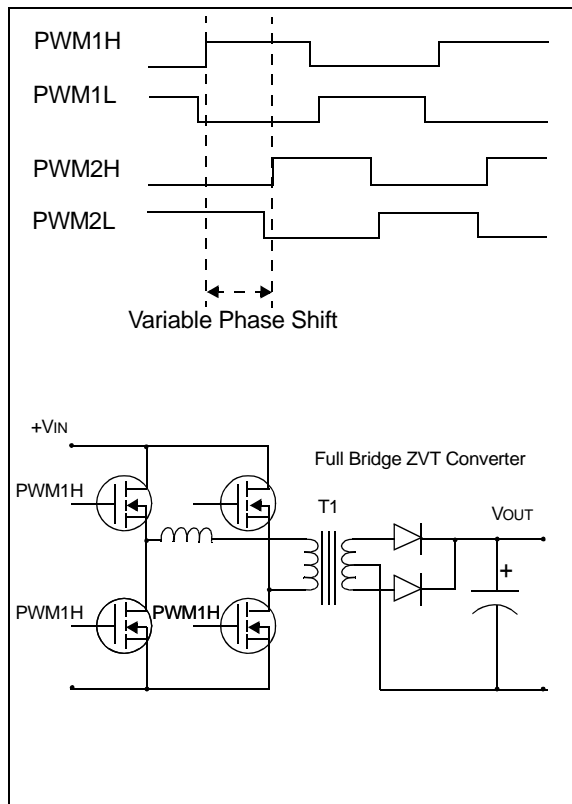 PWM1H
PWM1L
PWM2H
PWM2L
Variable Phase Shift
+VIN
Full Bridge ZVT Converter
PWM1H
T1
VOUT
+
PWM1H
PWM1H